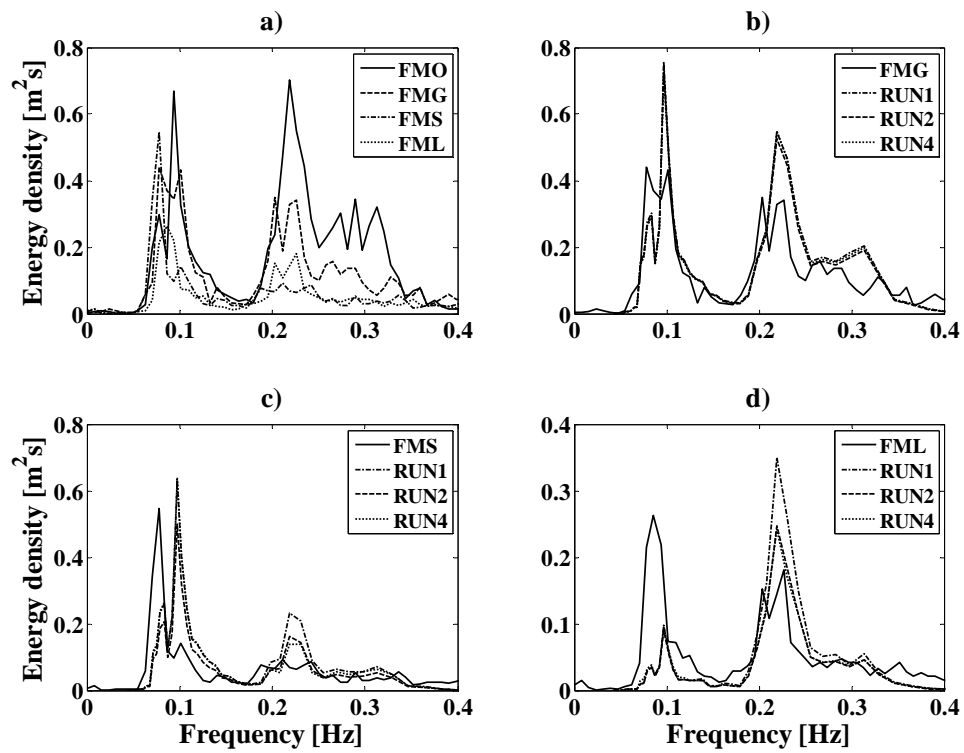 a)
Energy density [m²s]
0.8
0.6
0.4
0.2
0
0
0.1
0.2
0.3
0.4
FMO
FMG
FMS
FML
b)
0.8
0.6
0.4
0.2
0
0
0.1
0.2
0.3
0.4
FMG
RUN1
RUN2
RUN4
c)
Energy density [m²s]
0.8
0.6
0.4
0.2
0
0
0.1
0.2
0.3
0.4
Frequency [Hz]
FMS
RUN1
RUN2
RUN4
d)
0.4
0.3
0.2
0.1
0
0
0.1
0.2
0.3
0.4
Frequency [Hz]
FML
RUN1
RUN2
RUN4